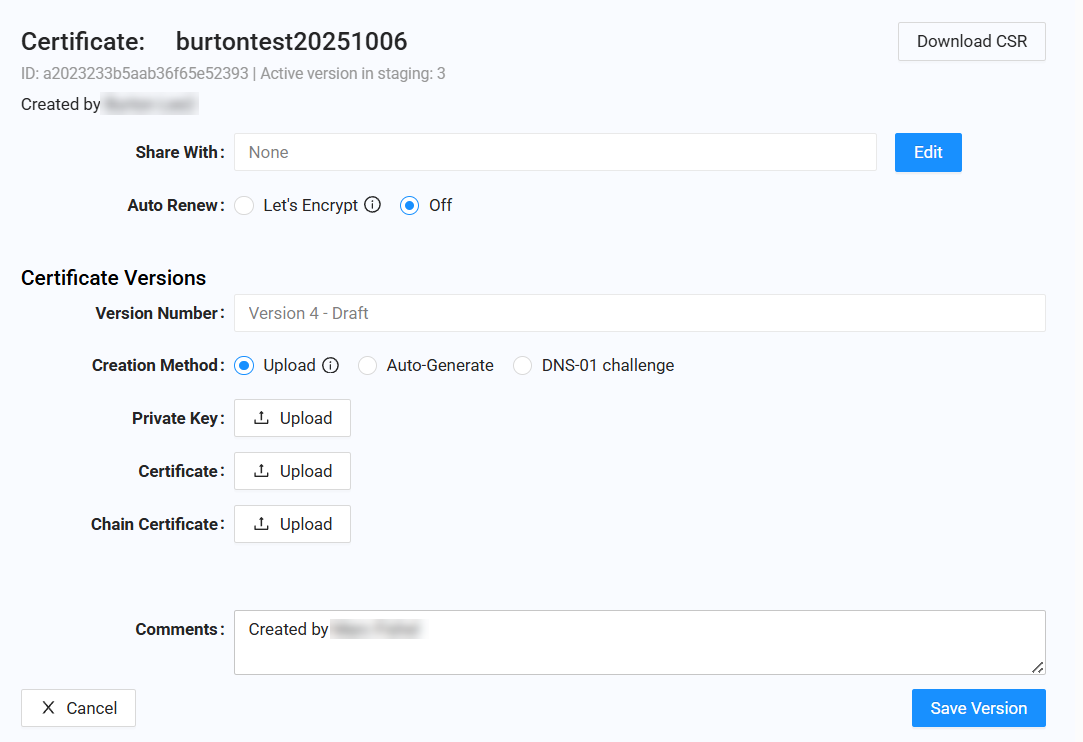 Certificate: burtontest20251006
Download CSR
ID: a2023233b5aab36f65e52393 | Active version in staging: 3
Created by
Share With: None
Edit
Auto Renew: Let's Encrypt Off
Certificate Versions
Version Number: Version 4 - Draft
Creation Method: Upload Auto-Generate DNS-01 challenge
Private Key: Upload
Certificate: Upload
Chain Certificate: Upload
Comments: Created by
Cancel
Save Version